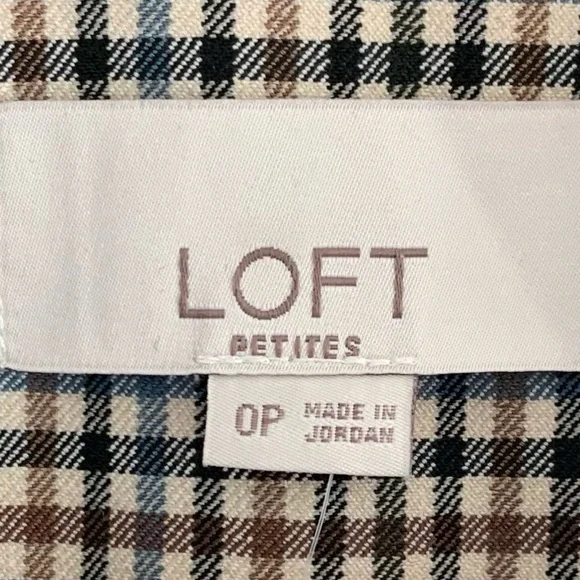 LOFT
PETITES
0P MADE IN
JORDAN